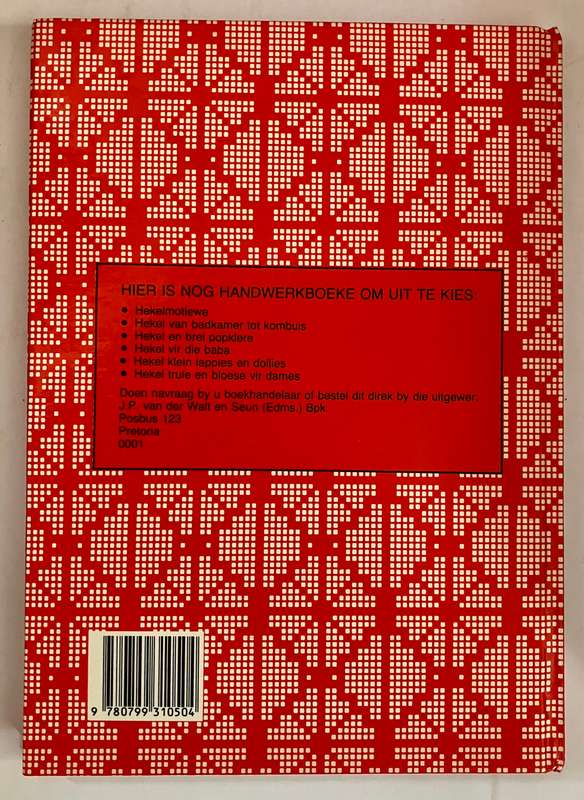 HIER IS NOG HANDWERKBOEKE OM UIT TE KIES:
• Hekelmotiewe
• Hekel van badkamer tot kombuis
• Hekel en brei popklere
• Hekel vir die baba
• Hekel klein lappies en doilies
• Hekel truie en bloese vir dames
Doen navraag by u boekhandelaar of bestel dit direk by die uitgewer:
J.P. van der Walt en Seun (Edms.) Bpk.
Posbus 123
Pretoria
0001
9 780799 310504